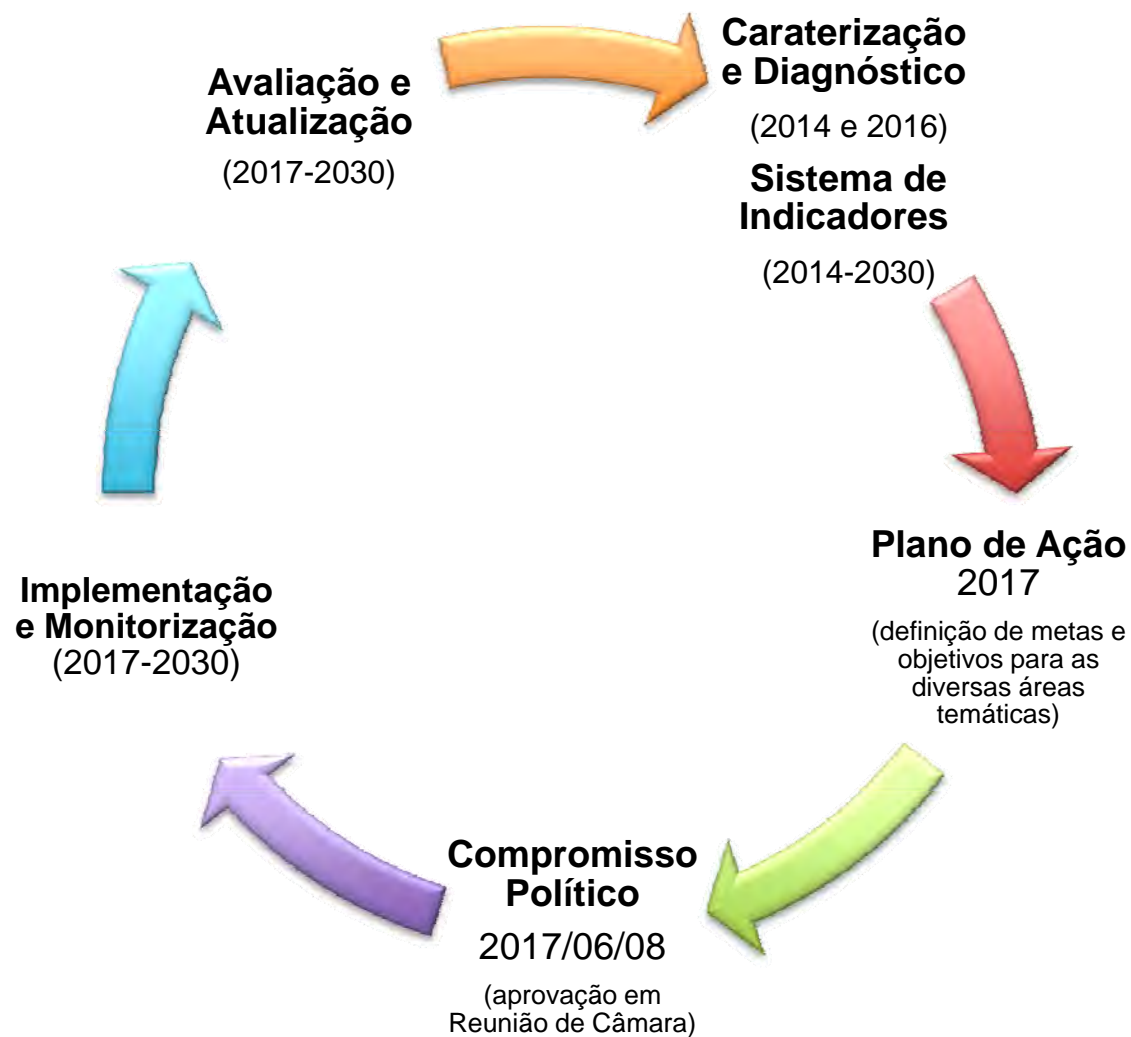 Caraterização
e Diagnóstico
(2014 e 2016)
Sistema de
Indicadores
(2014-2030)
Plano de Ação
2017
(definição de metas e
objetivos para as
diversas áreas
temáticas)
Compromisso
Político
2017/06/08
(aprovação em
Reunião de Câmara)
Implementação
e Monitorização
(2017-2030)
Avaliação e
Atualização
(2017-2030)